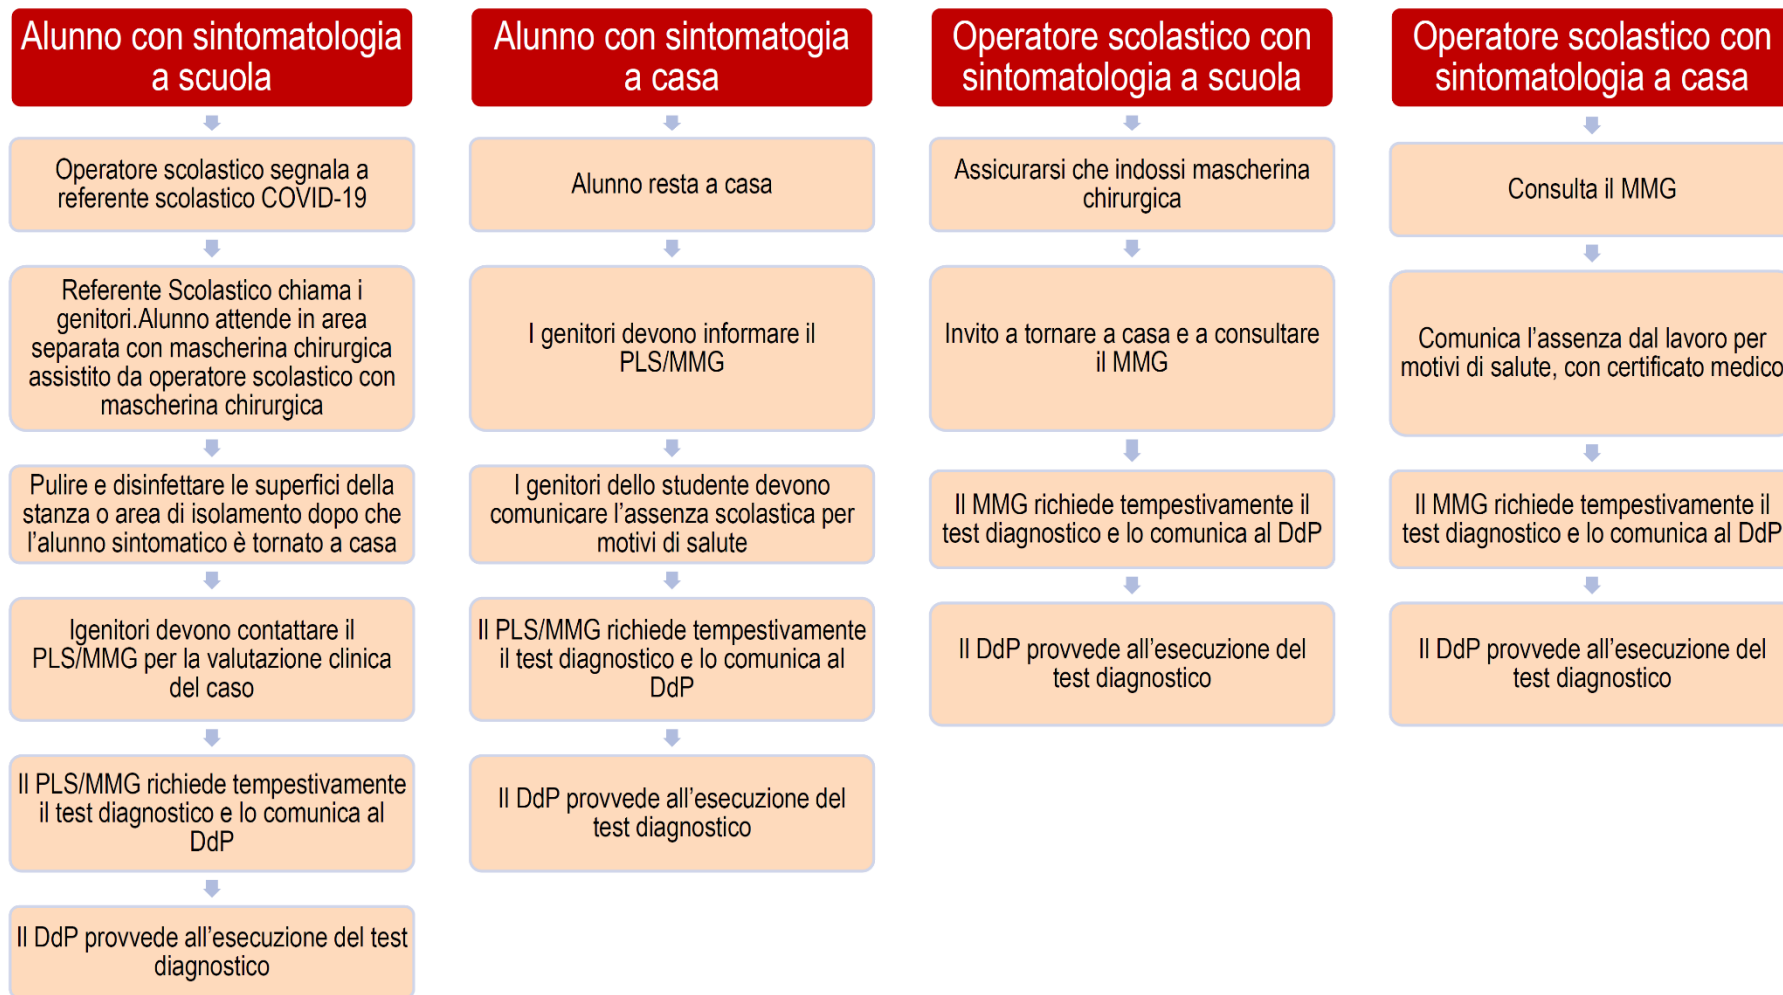 Alunno con sintomatologia
a scuola
Operatore scolastico segnala a
referente scolastico COVID-19
Referente Scolastico chiama i
genitori.Alunno attende in area
separata con mascherina chirurgica
assistito da operatore scolastico con
mascherina chirurgica
Pulire e disinfettare le superfici della
stanza o area di isolamento dopo che
l'alunno sintomatico è tornato a casa
Igenitori devono contattare il
PLS/MMG per la valutazione clinica
del caso
Il PLS/MMG richiede tempestivamente
il test diagnostico e lo comunica al
DdP
Il DdP provvede all'esecuzione del test
diagnostico
Alunno con sintomatogia
a casa
Alunno resta a casa
I genitori devono informare il
PLS/MMG
I genitori dello studente devono
comunicare l'assenza scolastica per
motivi di salute
Il PLS/MMG richiede tempestivamente
il test diagnostico e lo comunica al
DdP
Il DdP provvede all'esecuzione del
test diagnostico
Operatore scolastico con
sintomatologia a scuola
Assicurarsi che indossi mascherina
chirurgica
Invito a tornare a casa e a consultare
il MMG
Il MMG richiede tempestivamente il
test diagnostico e lo comunica al DdP
Il DdP provvede all'esecuzione del
test diagnostico
Operatore scolastico con
sintomatologia a casa
Consulta il MMG
Comunica l'assenza dal lavoro per
motivi di salute, con certificato medico
Il MMG richiede tempestivamente il
test diagnostico e lo comunica al DdP
Il DdP provvede all'esecuzione del
test diagnostico